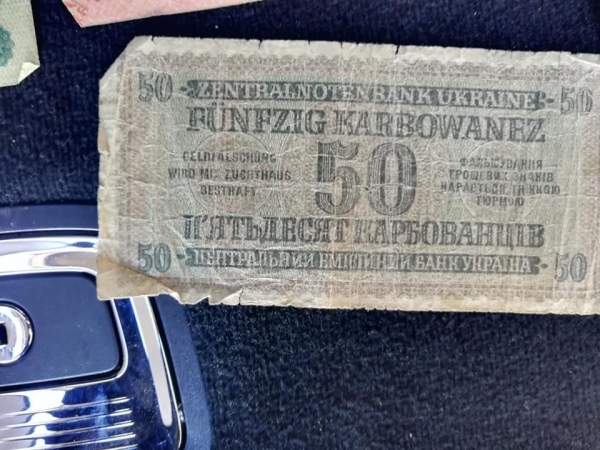 50 ZENTRALNOTENBANK UKRAINE 50
FÜNFZIG KARBOWANEZ
GELDFAELSCHUNG
WIRD MIT ZUCHTHAUS
BESTRAFT
50
ФАЛЬШУВАННЯ
ГРОШЕВИХ ЗНАКІВ
КАРАЄТЬСЯ ТЯЖКОЮ
ТЮРМОЮ
П'ЯТЬДЕСЯТ КАРБОВАНЦІВ
50 ЦЕНТРАЛЬНИЙ ЕМІСІЙНИЙ БАНК УКРАЇНА 50